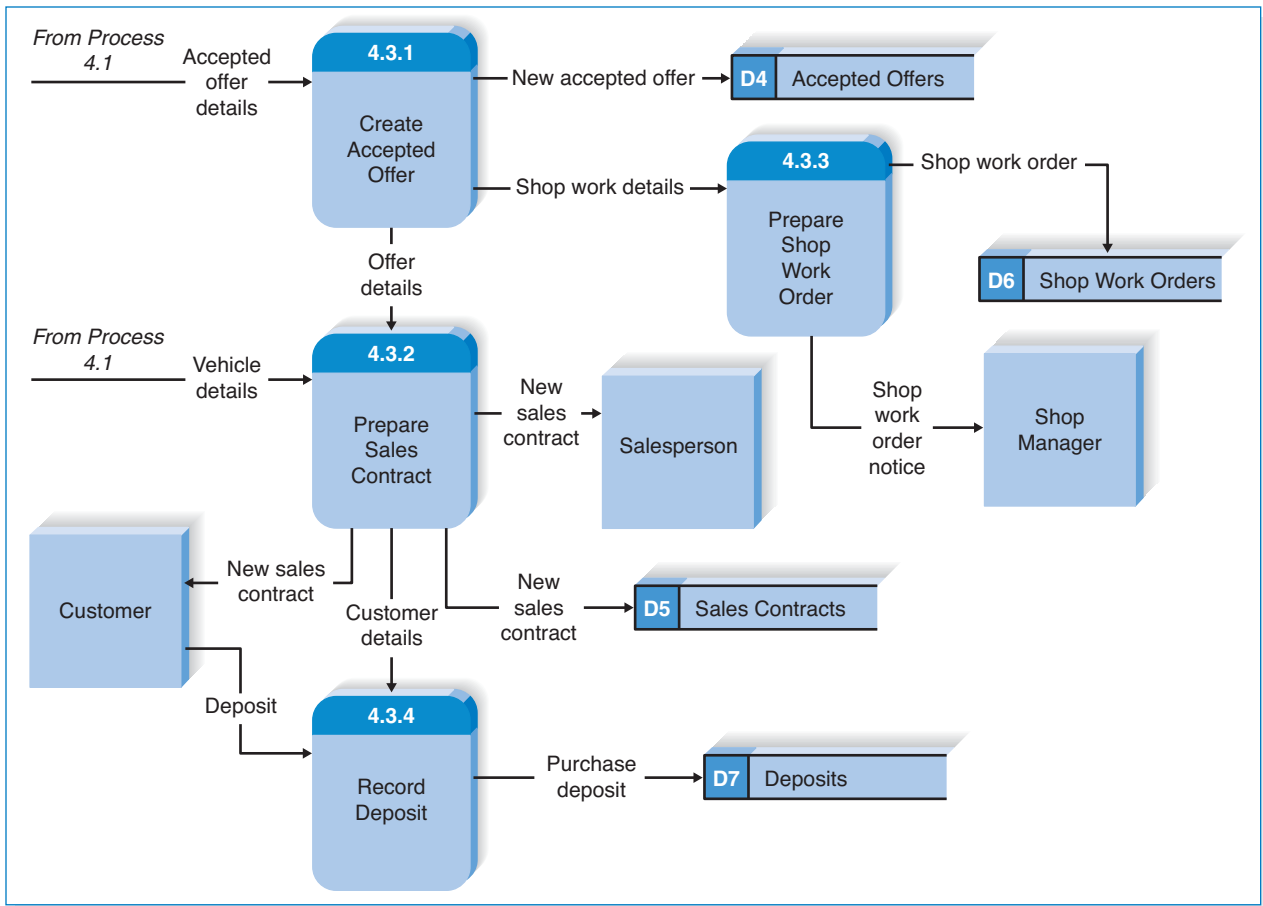 From Process
4.1
Accepted
offer
details
4.3.1
Create
Accepted
Offer
New accepted offer
D4 Accepted Offers
Shop work details
4.3.3
Prepare
Shop
Work
Order
Shop work order
D6 Shop Work Orders
Offer
details
From Process
4.1
Vehicle
details
4.3.2
Prepare
Sales
Contract
New
sales
contract
Salesperson
Shop
work
order
notice
Shop
Manager
Customer
New sales
contract
Customer
details
New
sales
contract
D5 Sales Contracts
Deposit
4.3.4
Record
Deposit
Purchase
deposit
D7 Deposits